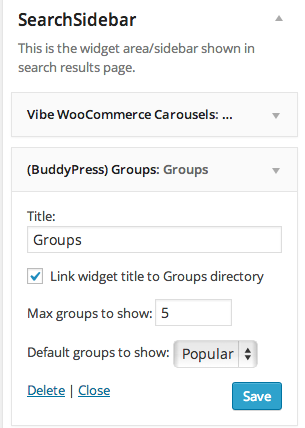 SearchSidebar
This is the widget area/sidebar shown in
search results page.
Vibe WooCommerce Carousels: ...
(BuddyPress) Groups: Groups
Title:
Groups
Link widget title to Groups directory
Max groups to show: 5
Default groups to show: Popular
Delete | Close
Save